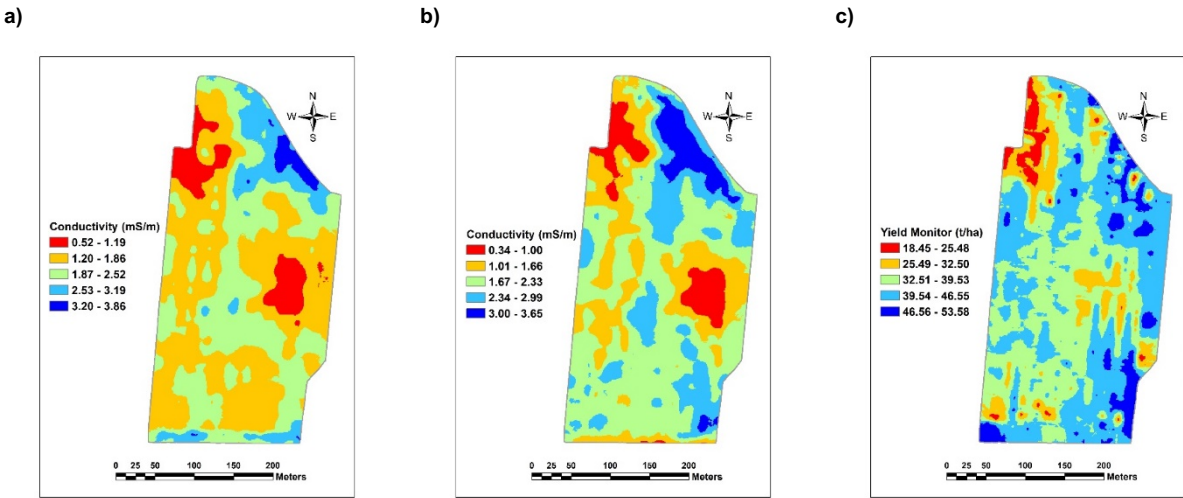 a)
b)
c)
N
W E
S
Conductivity (mS/m)
0.52 - 1.19
1.20 - 1.86
1.87 - 2.52
2.53 - 3.19
3.20 - 3.86
0 25 50 100 150 200
Meters
N
W E
S
Conductivity (mS/m)
0.34 - 1.00
1.01 - 1.66
1.67 - 2.33
2.34 - 2.99
3.00 - 3.65
0 25 50 100 150 200
Meters
N
W E
S
Yield Monitor (t/ha)
18.45 - 25.48
25.49 - 32.50
32.51 - 39.53
39.54 - 46.55
46.56 - 53.58
0 25 50 100 150 200
Meters